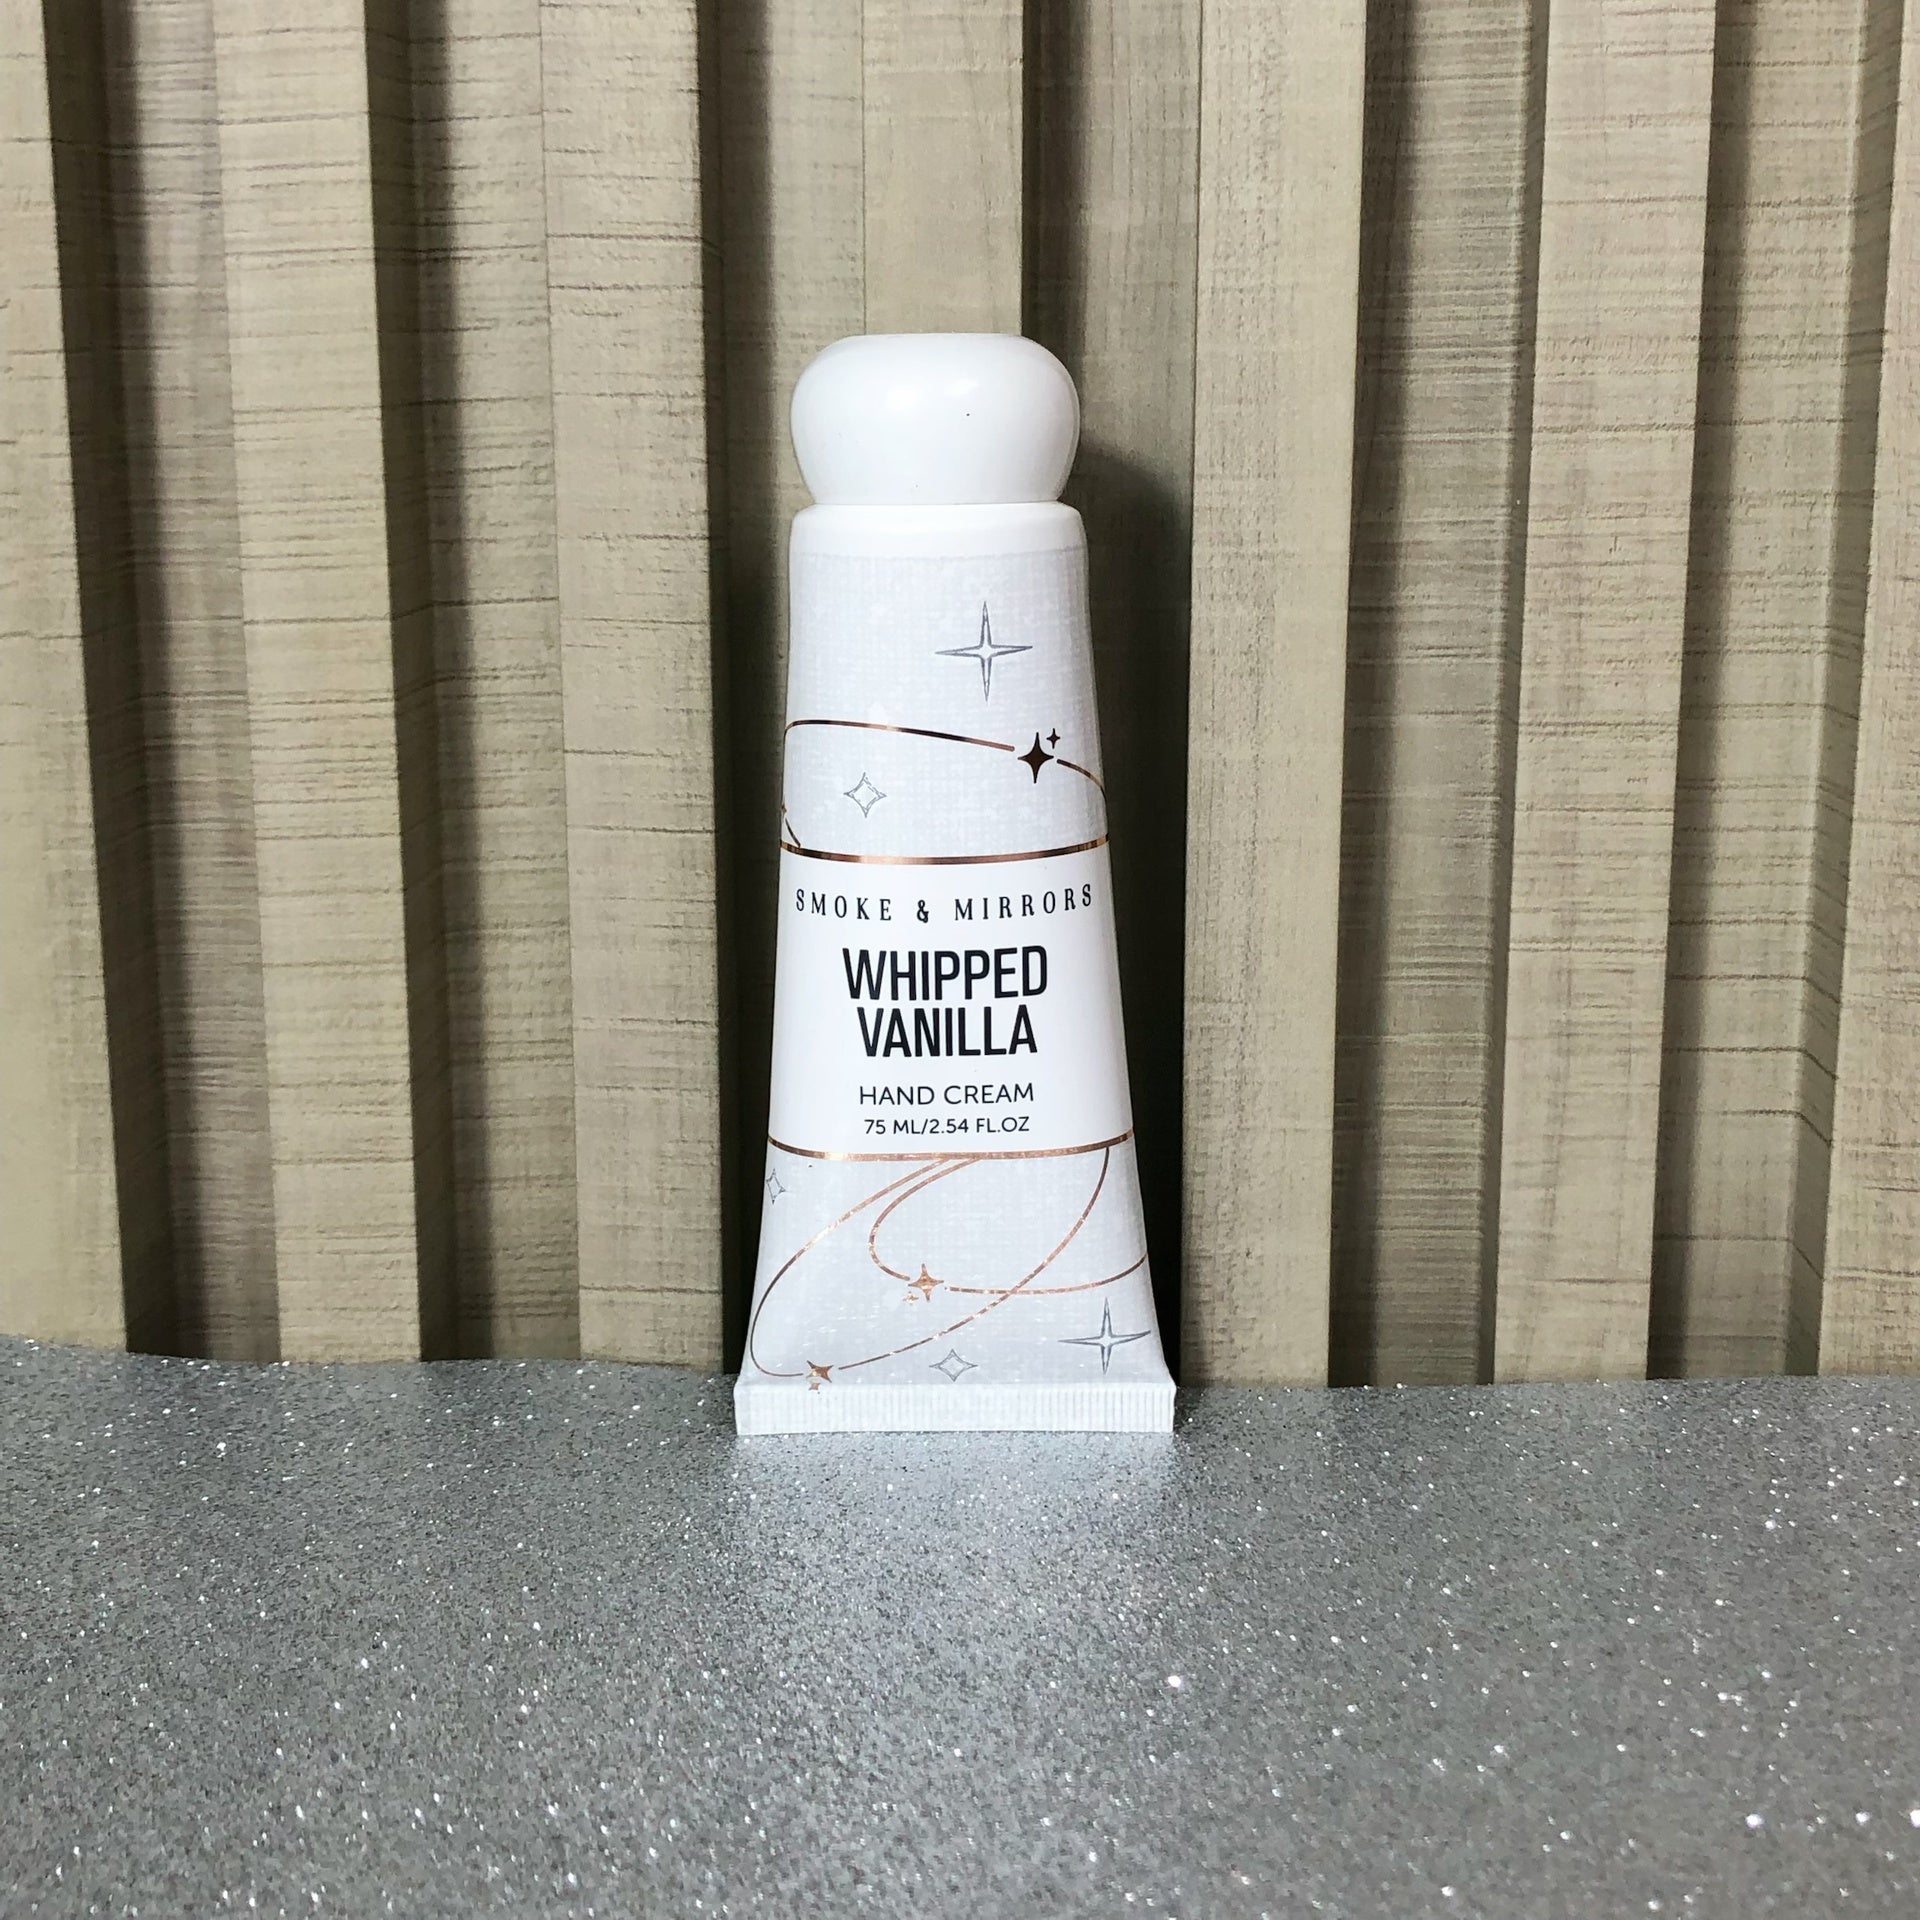 SMOKE & MIRRORS
WHIPPED
VANILLA
HAND CREAM
75 ML/2.54 FL.OZ